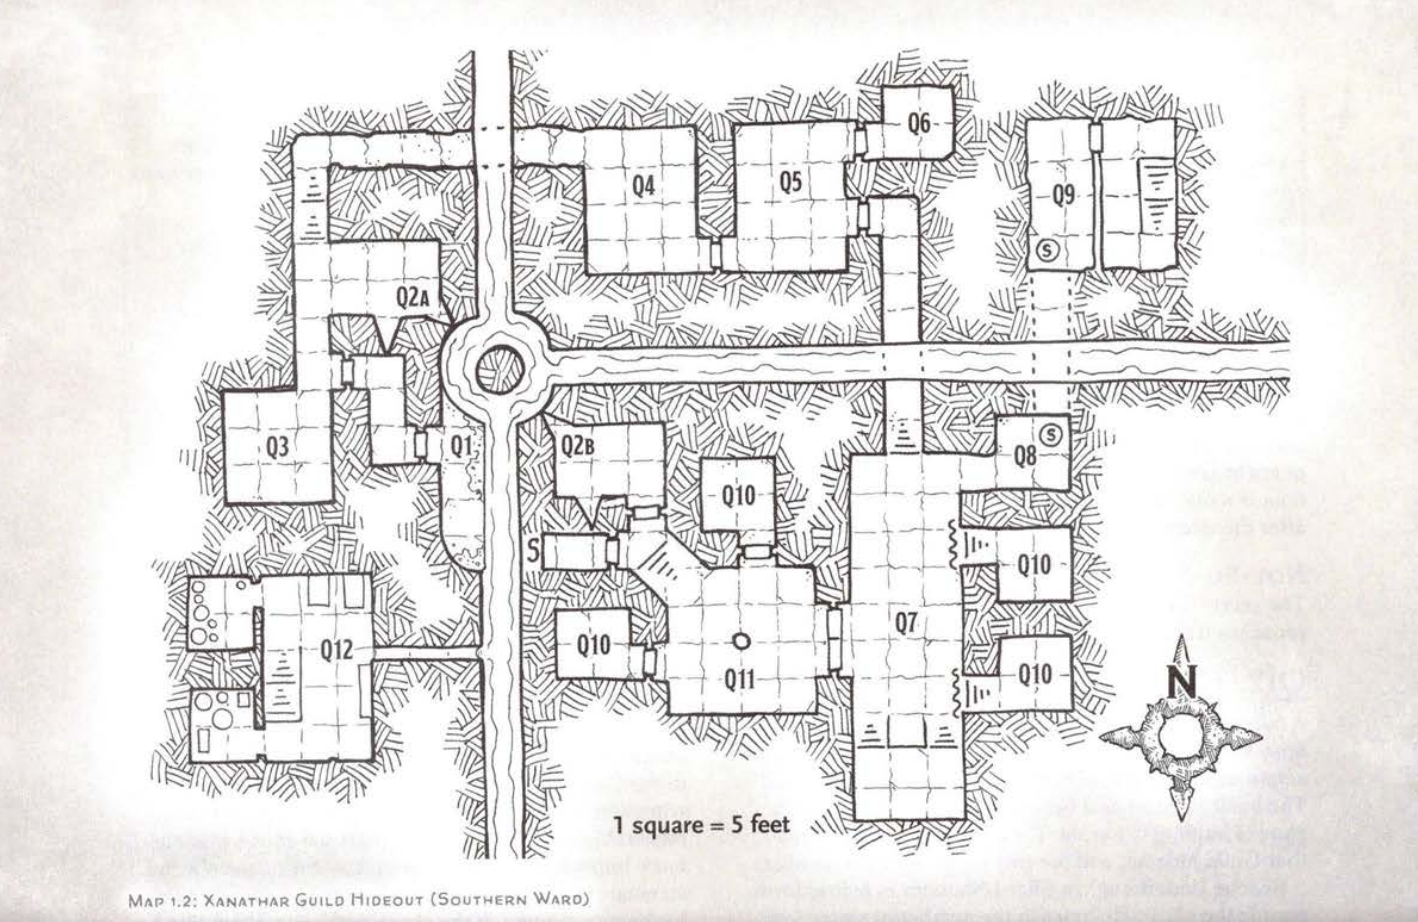 Q6
Q4
Q5
Q9
S
Q2A
Q3
Q1
Q2B
Q10
Q8
S
S
Q10
Q10
Q12
Q11
Q7
Q10
N
1 square = 5 feet
MAP 1.2: XANATHAR GUILD HIDEOUT (SOUTHERN WARD)